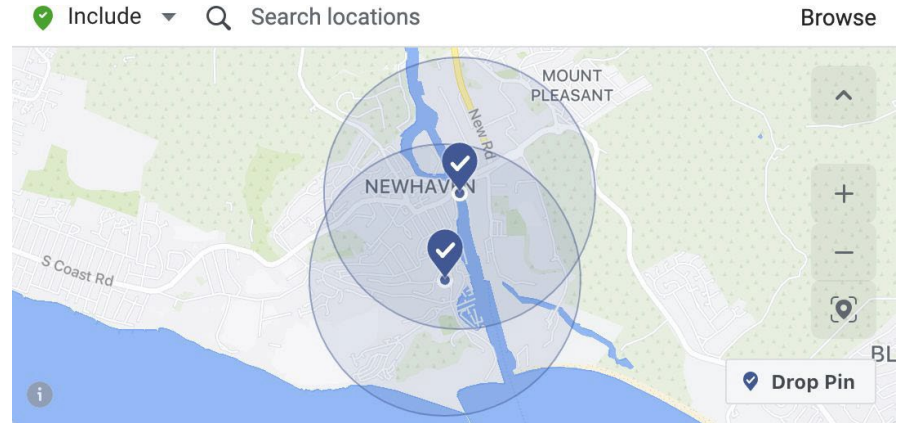 Include
Search locations
Browse
MOUNT
PLEASANT
New Rd
NEWHAVEN
S Coast Rd
BL
i
Drop Pin